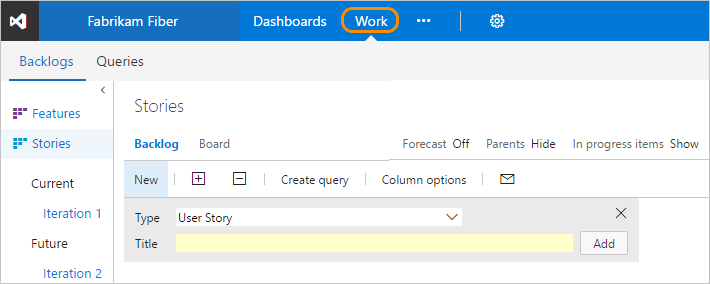 Fabrikam Fiber Dashboards Work ...
Backlogs Queries
Features
Stories
Current
Iteration 1
Future
Iteration 2
Stories
Backlog Board Forecast Off Parents Hide In progress items Show
New Create query Column options
Type User Story
Title Add